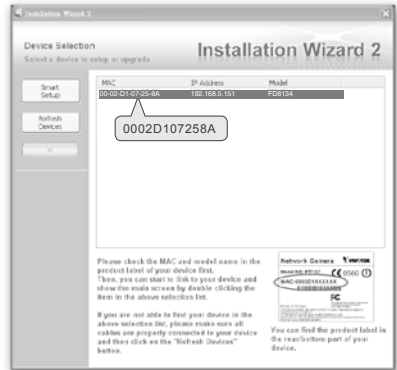 Installation Wizard 2
Device Selection
Select a device to setup or upgrade
Installation Wizard 2
MAC IP Address Model
00-02-D1-07-25-8A 192.168.5.151 FD8134
0002D107258A
Smart
Setup
Refresh
Devices
Please check the MAC and model name in the
product label of your device first.
Then, you can start to link to your device and
show the main screen by double clicking the
item in the above selection list.
If you are not able to find your device in the
above selection list, please make sure all
cables are properly connected to your device
and then click on the "Refresh Devices"
button.
Network Camera VIVOTEK
0560
FC
You can find the product label in
the rear/bottom part of your
device.